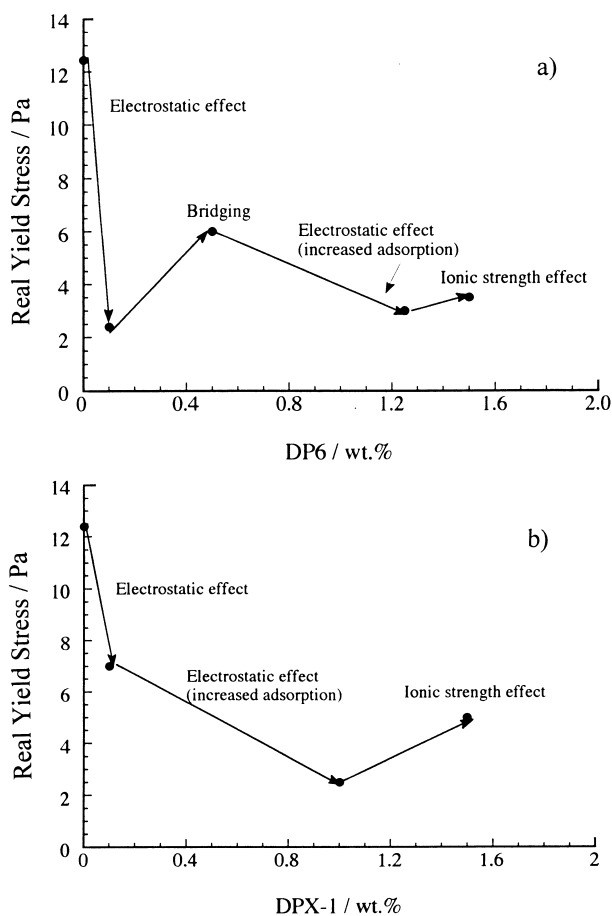 a)
14
12
10
8
6
4
2
0
Real Yield Stress / Pa
Electrostatic effect
Bridging
Electrostatic effect
(increased adsorption)
Ionic strength effect
0 0.4 0.8 1.2 1.6 2.0
DP6 / wt.%
b)
14
12
10
8
6
4
2
0
Real Yield Stress / Pa
Electrostatic effect
Electrostatic effect
(increased adsorption)
Ionic strength effect
0 0.4 0.8 1.2 1.6 2
DPX-1 / wt.%